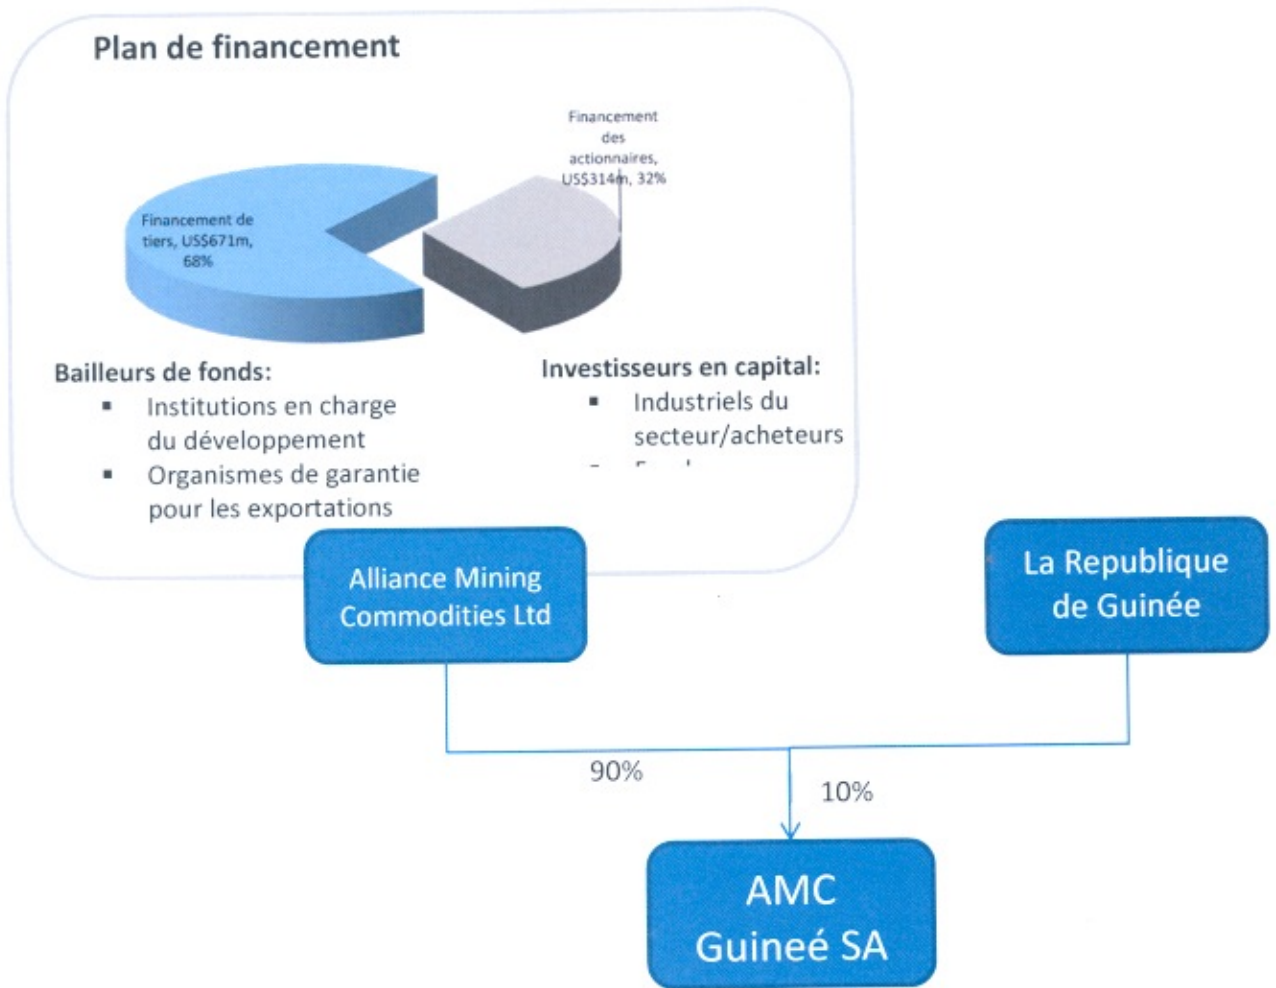 Plan de financement
Financement
des
actionnaires,
US$314m, 32%
Financement de
tiers, US$671m,
68%
Bailleurs de fonds:
▪ Institutions en charge
du développement
▪ Organismes de garantie
pour les exportations
Investisseurs en capital:
▪ Industriels du
secteur/acheteurs
Alliance Mining
Commodities Ltd
La Republique
de Guinée
90%
10%
AMC
Guineé SA